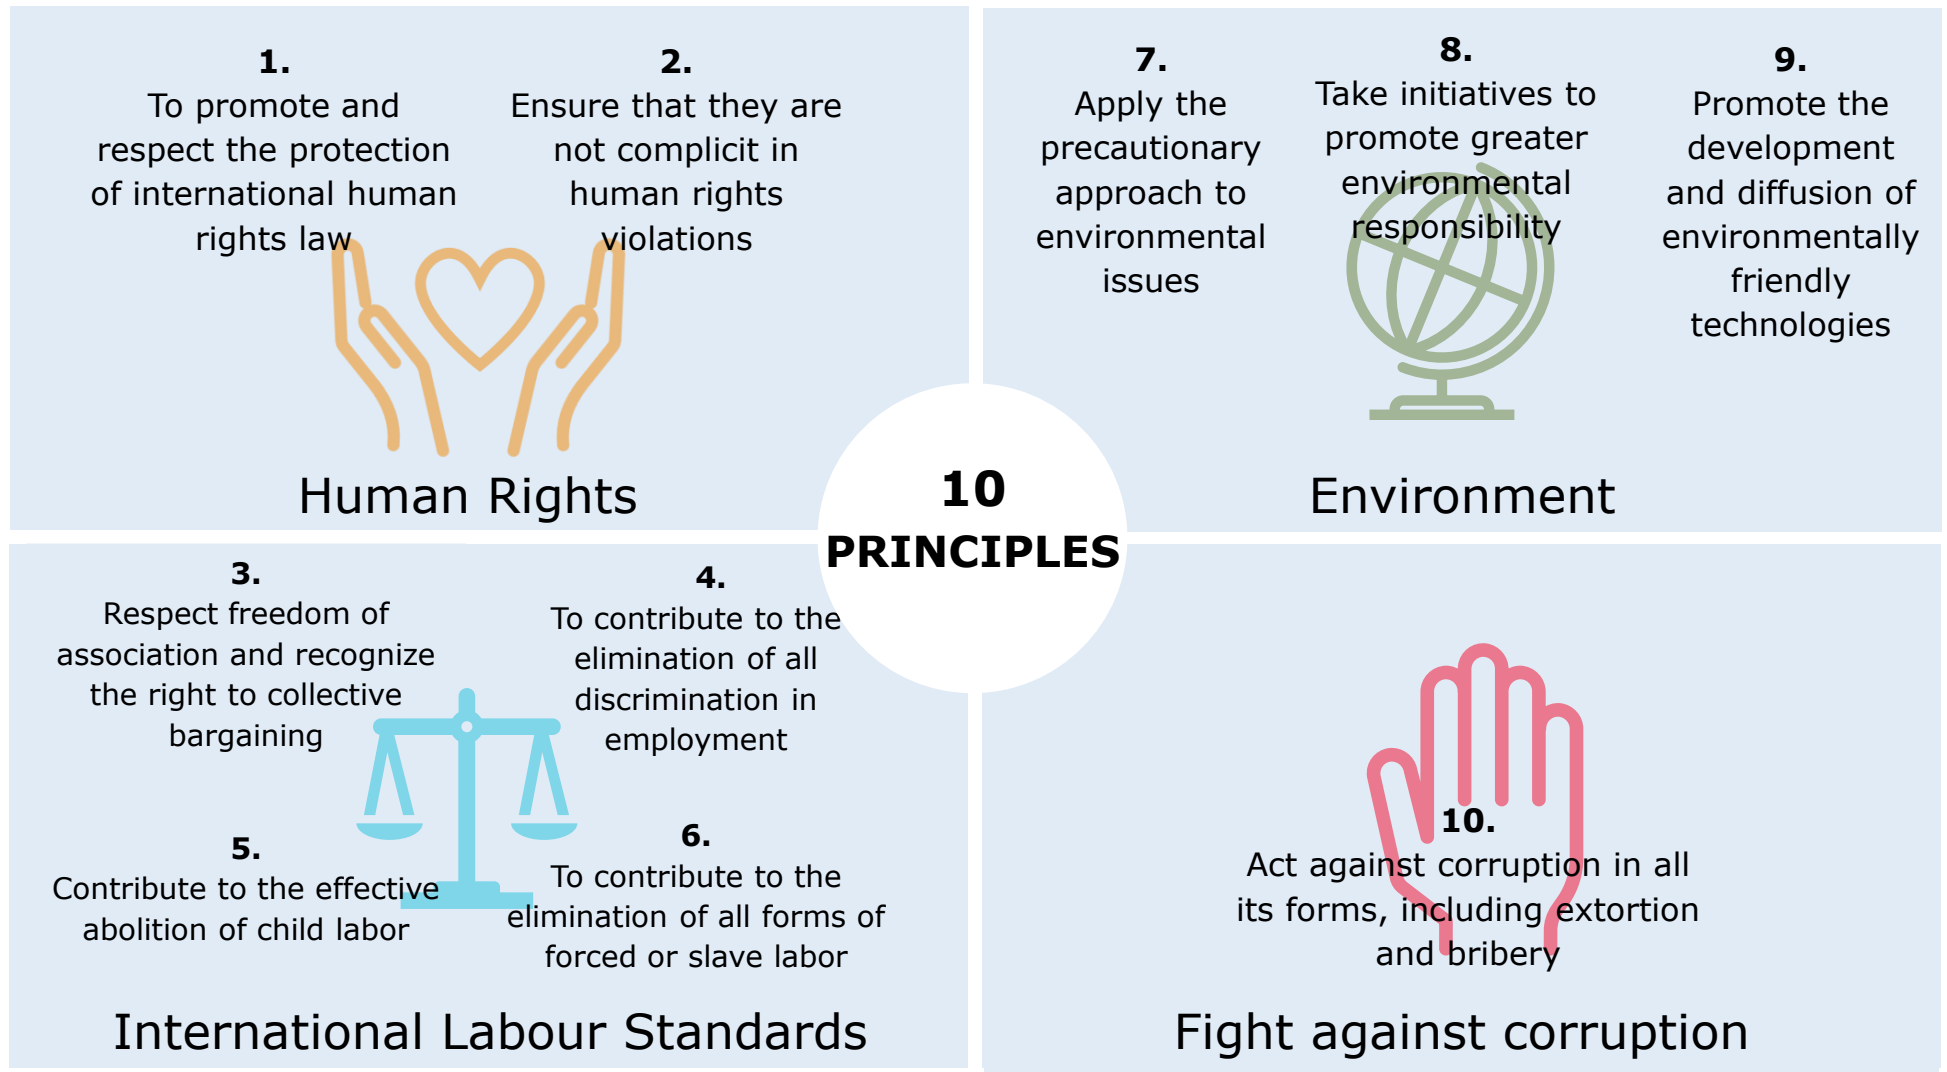 1.
To promote and
respect the protection
of international human
rights law
2.
Ensure that they are
not complicit in
human rights
violations
Human Rights
7.
Apply the
precautionary
approach to
environmental
issues
8.
Take initiatives to
promote greater
environmental
responsibility
9.
Promote the
development
and diffusion of
environmentally
friendly
technologies
Environment
10
PRINCIPLES
3.
Respect freedom of
association and recognize
the right to collective
bargaining
4.
To contribute to the
elimination of all
discrimination in
employment
5.
Contribute to the effective
abolition of child labor
6.
To contribute to the
elimination of all forms of
forced or slave labor
International Labour Standards
10.
Act against corruption in all
its forms, including extortion
and bribery
Fight against corruption